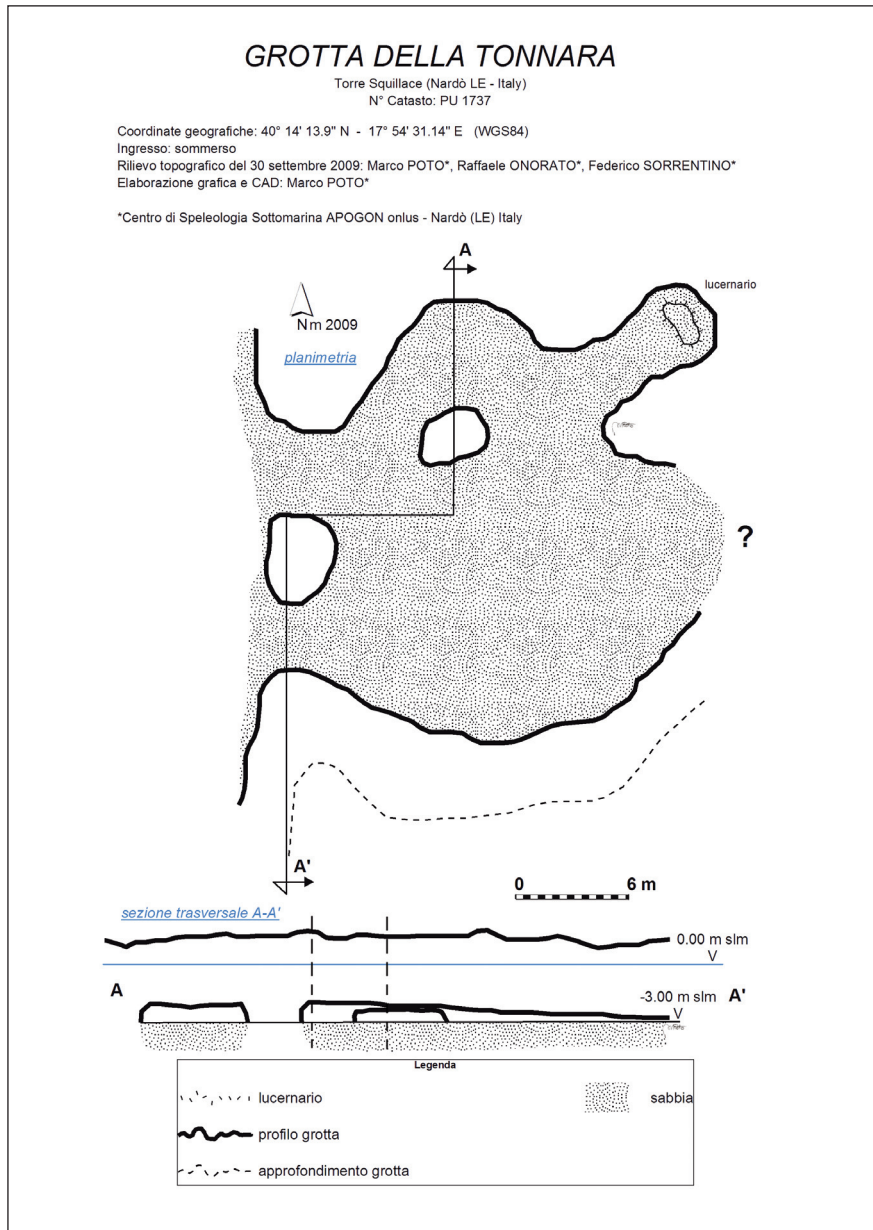 GROTTA DELLA TONNARA
Torre Squillace (Nardò LE - Italy)
N° Catasto: PU 1737
Coordinate geografiche: 40° 14' 13.9" N - 17° 54' 31.14" E (WGS84)
Ingresso: sommerso
Rilievo topografico del 30 settembre 2009: Marco POTO*, Raffaele ONORATO*, Federico SORRENTINO*
Elaborazione grafica e CAD: Marco POTO*
*Centro di Speleologia Sottomarina APOGON onlus - Nardò (LE) Italy
A
lucernario
Nm 2009
planimetria
?
A'
0 6 m
sezione trasversale A-A'
0.00 m slm
V
A
-3.00 m slm A'
V
Legenda
lucernario
sabbia
profilo grotta
approfondimento grotta